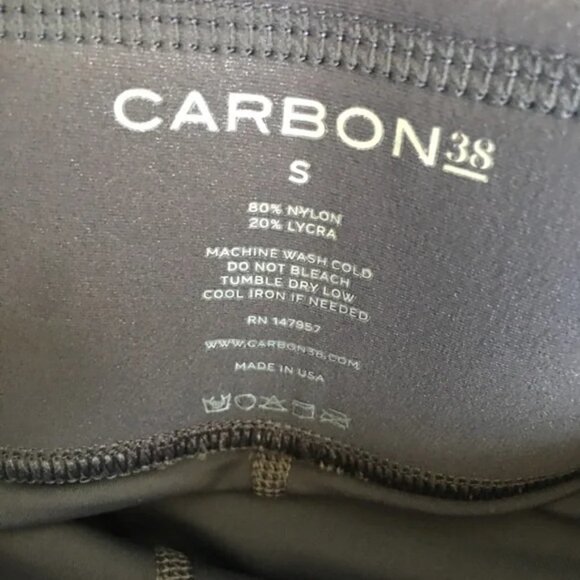 CARBON38
S
80% NYLON
20% LYCRA
MACHINE WASH COLD
DO NOT BLEACH
TUMBLE DRY LOW
COOL IRON IF NEEDED
RN 147957
WWW.CARBON38.COM
MADE IN USA